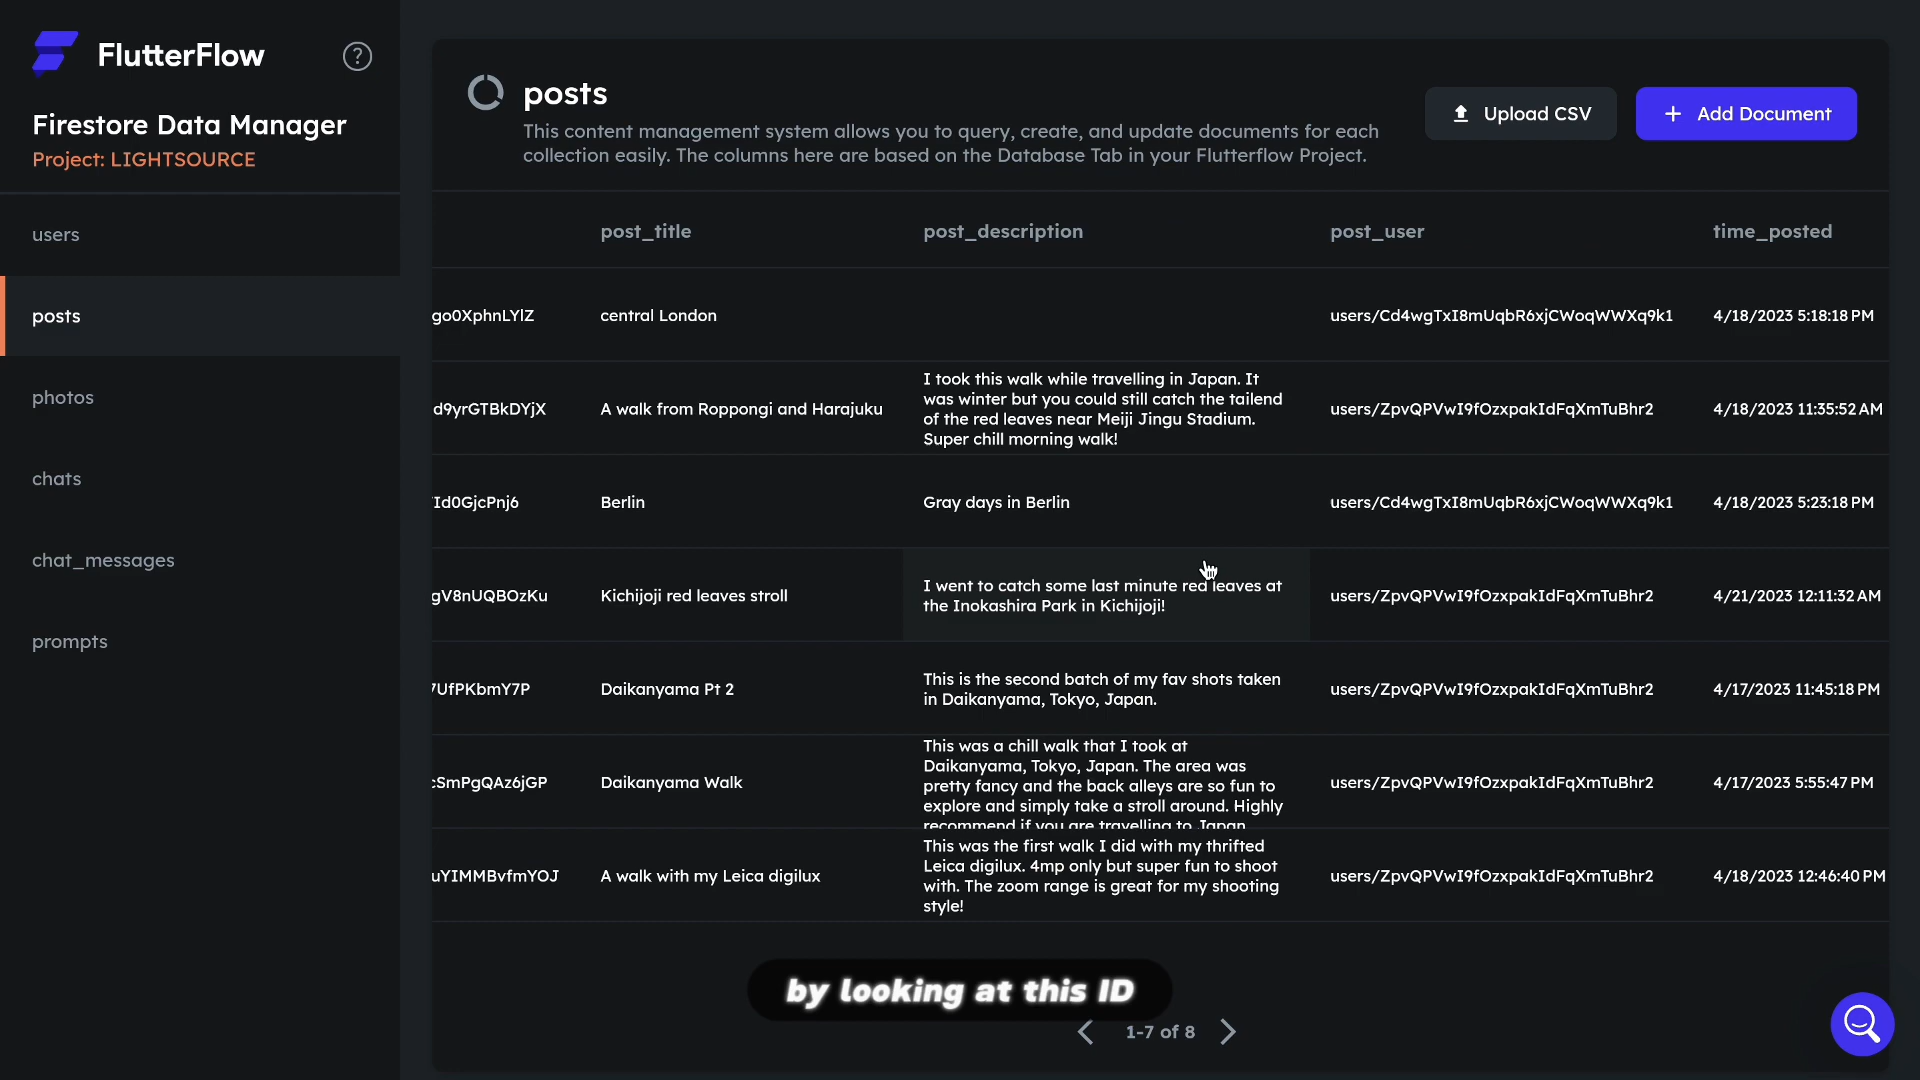 FlutterFlow
?
Firestore Data Manager
Project: LIGHTSOURCE
users
posts
photos
chats
chat_messages
prompts
posts
This content management system allows you to query, create, and update documents for each
collection easily. The columns here are based on the Database Tab in your Flutterflow Project.
Upload CSV
+ Add Document
post_title post_description post_user time_posted
go0XphnLYlZ central London users/Cd4wgTxI8mUqbR6xjCWoqWWXq9k1 4/18/2023 5:18:18 PM
d9yrGTBkDYjX A walk from Roppongi and Harajuku
I took this walk while travelling in Japan. It
was winter but you could still catch the tailend
of the red leaves near Meiji Jingu Stadium.
Super chill morning walk!
users/ZpvQPVwI9fOzxpakIdFqXmTuBhr2 4/18/2023 11:35:52 AM
Id0GjcPnj6 Berlin Gray days in Berlin users/Cd4wgTxI8mUqbR6xjCWoqWWXq9k1 4/18/2023 5:23:18 PM
gV8nUQBOzKu Kichijoji red leaves stroll
I went to catch some last minute red leaves at
the Inokashira Park in Kichijoji!
users/ZpvQPVwI9fOzxpakIdFqXmTuBhr2 4/21/2023 12:11:32 AM
7UfPKbmY7P Daikanyama Pt 2
This is the second batch of my fav shots taken
in Daikanyama, Tokyo, Japan.
users/ZpvQPVwI9fOzxpakIdFqXmTuBhr2 4/17/2023 11:45:18 PM
cSmPgQAz6jGP Daikanyama Walk
This was a chill walk that I took at
Daikanyama, Tokyo, Japan. The area was
pretty fancy and the back alleys are so fun to
explore and simply take a stroll around. Highly
recommend if you are travelling to Japan
users/ZpvQPVwI9fOzxpakIdFqXmTuBhr2 4/17/2023 5:55:47 PM
uYIMMBvfmYOJ A walk with my Leica digilux
This was the first walk I did with my thrifted
Leica digilux. 4mp only but super fun to shoot
with. The zoom range is great for my shooting
style!
users/ZpvQPVwI9fOzxpakIdFqXmTuBhr2 4/18/2023 12:46:40 PM
by looking at this ID
1-7 of 8